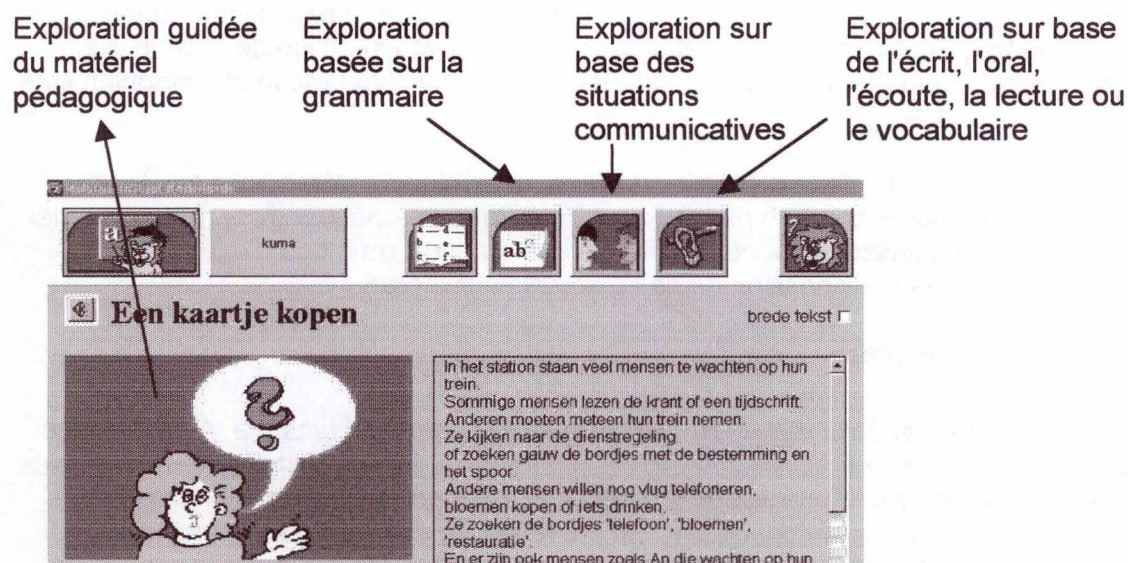 Exploration guidée
du matériel
pédagogique
Exploration
basée sur la
grammaire
Exploration sur
base des
situations
communicatives
Exploration sur base
de l'écrit, l'oral,
l'écoute, la lecture ou
le vocabulaire
a
kuma
a d
b e
c f
ab
?
Een kaartje kopen
brede tekst
?
In het station staan veel mensen te wachten op hun
trein.
Sommige mensen lezen de krant of een tijdschrift.
Anderen moeten meteen hun trein nemen.
Ze kijken naar de dienstregeling
of zoeken gauw de bordjes met de bestemming en
het spoor.
Andere mensen willen nog vlug telefoneren,
bloemen kopen of iets drinken.
Ze zoeken de bordjes 'telefoon', 'bloemen',
'restauratie'.
En er zijn ook mensen zoals An die wachten op hun